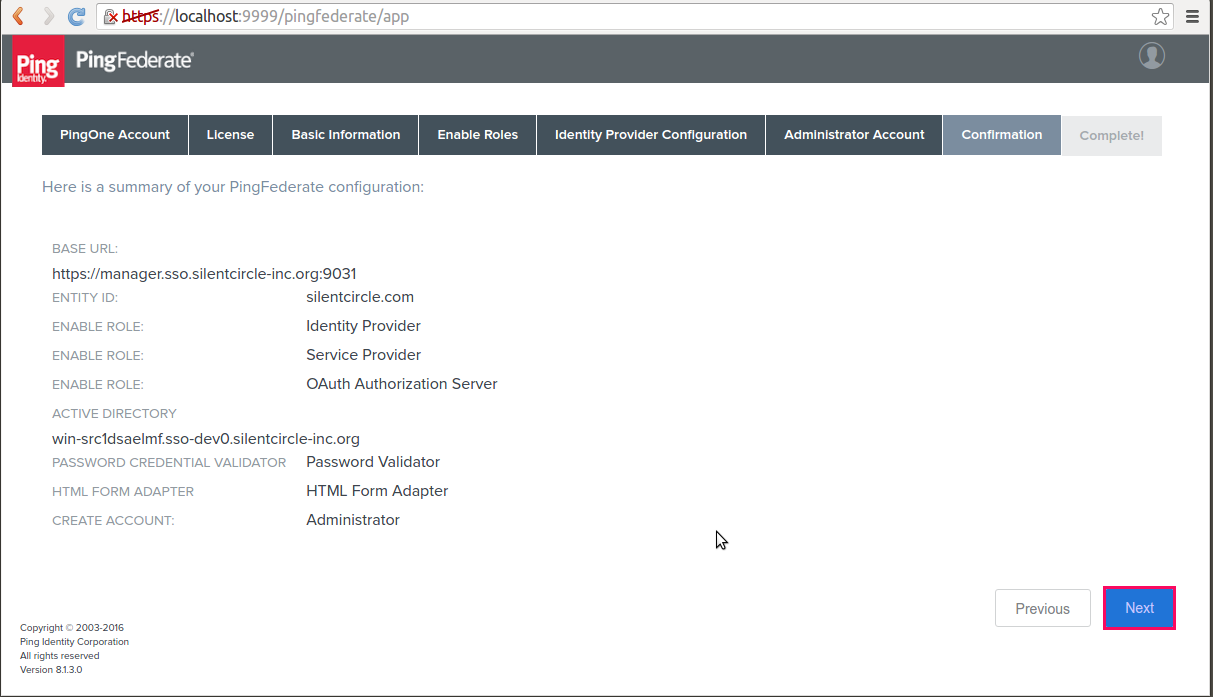 https://localhost:9999/pingfederate/app
Ping
Identity.
PingFederate®
PingOne Account License Basic Information Enable Roles Identity Provider Configuration Administrator Account Confirmation Complete!
Here is a summary of your PingFederate configuration:
BASE URL:
https://manager.sso.silentcircle-inc.org:9031
ENTITY ID: silentcircle.com
ENABLE ROLE: Identity Provider
ENABLE ROLE: Service Provider
ENABLE ROLE: OAuth Authorization Server
ACTIVE DIRECTORY
win-src1dsaelmf.sso-dev0.silentcircle-inc.org
PASSWORD CREDENTIAL VALIDATOR Password Validator
HTML FORM ADAPTER HTML Form Adapter
CREATE ACCOUNT: Administrator
Previous Next
Copyright © 2003-2016
Ping Identity Corporation
All rights reserved
Version 8.1.3.0